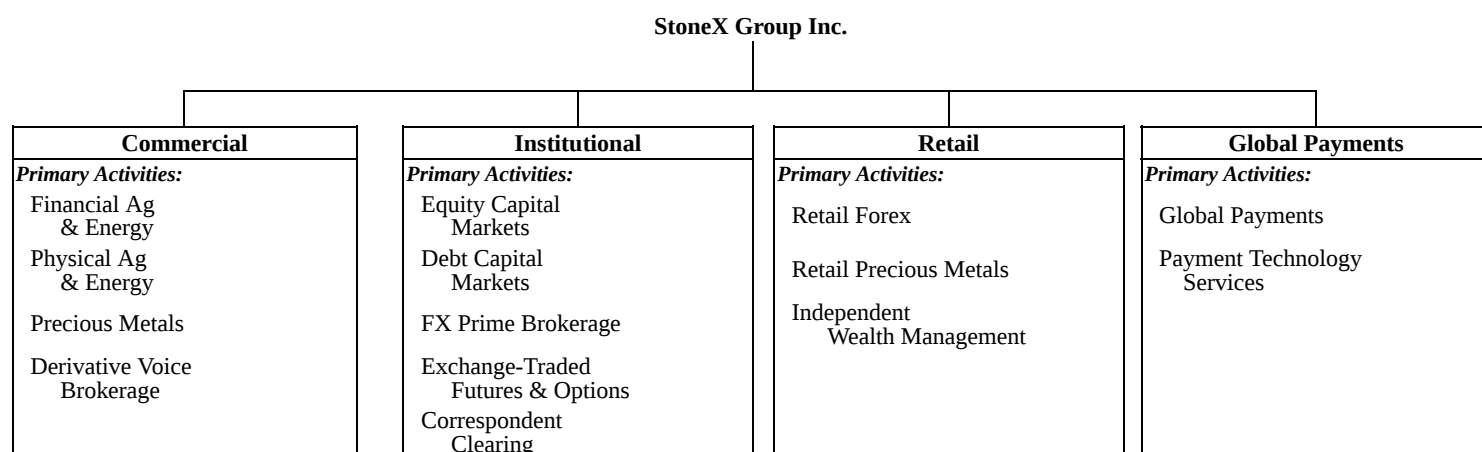 StoneX Group Inc.
Commercial
Primary Activities:
Financial Ag
& Energy
Physical Ag
& Energy
Precious Metals
Derivative Voice
Brokerage
Institutional
Primary Activities:
Equity Capital
Markets
Debt Capital
Markets
FX Prime Brokerage
Exchange-Traded
Futures & Options
Correspondent
Clearing
Retail
Primary Activities:
Retail Forex
Retail Precious Metals
Independent
Wealth Management
Global Payments
Primary Activities:
Global Payments
Payment Technology
Services